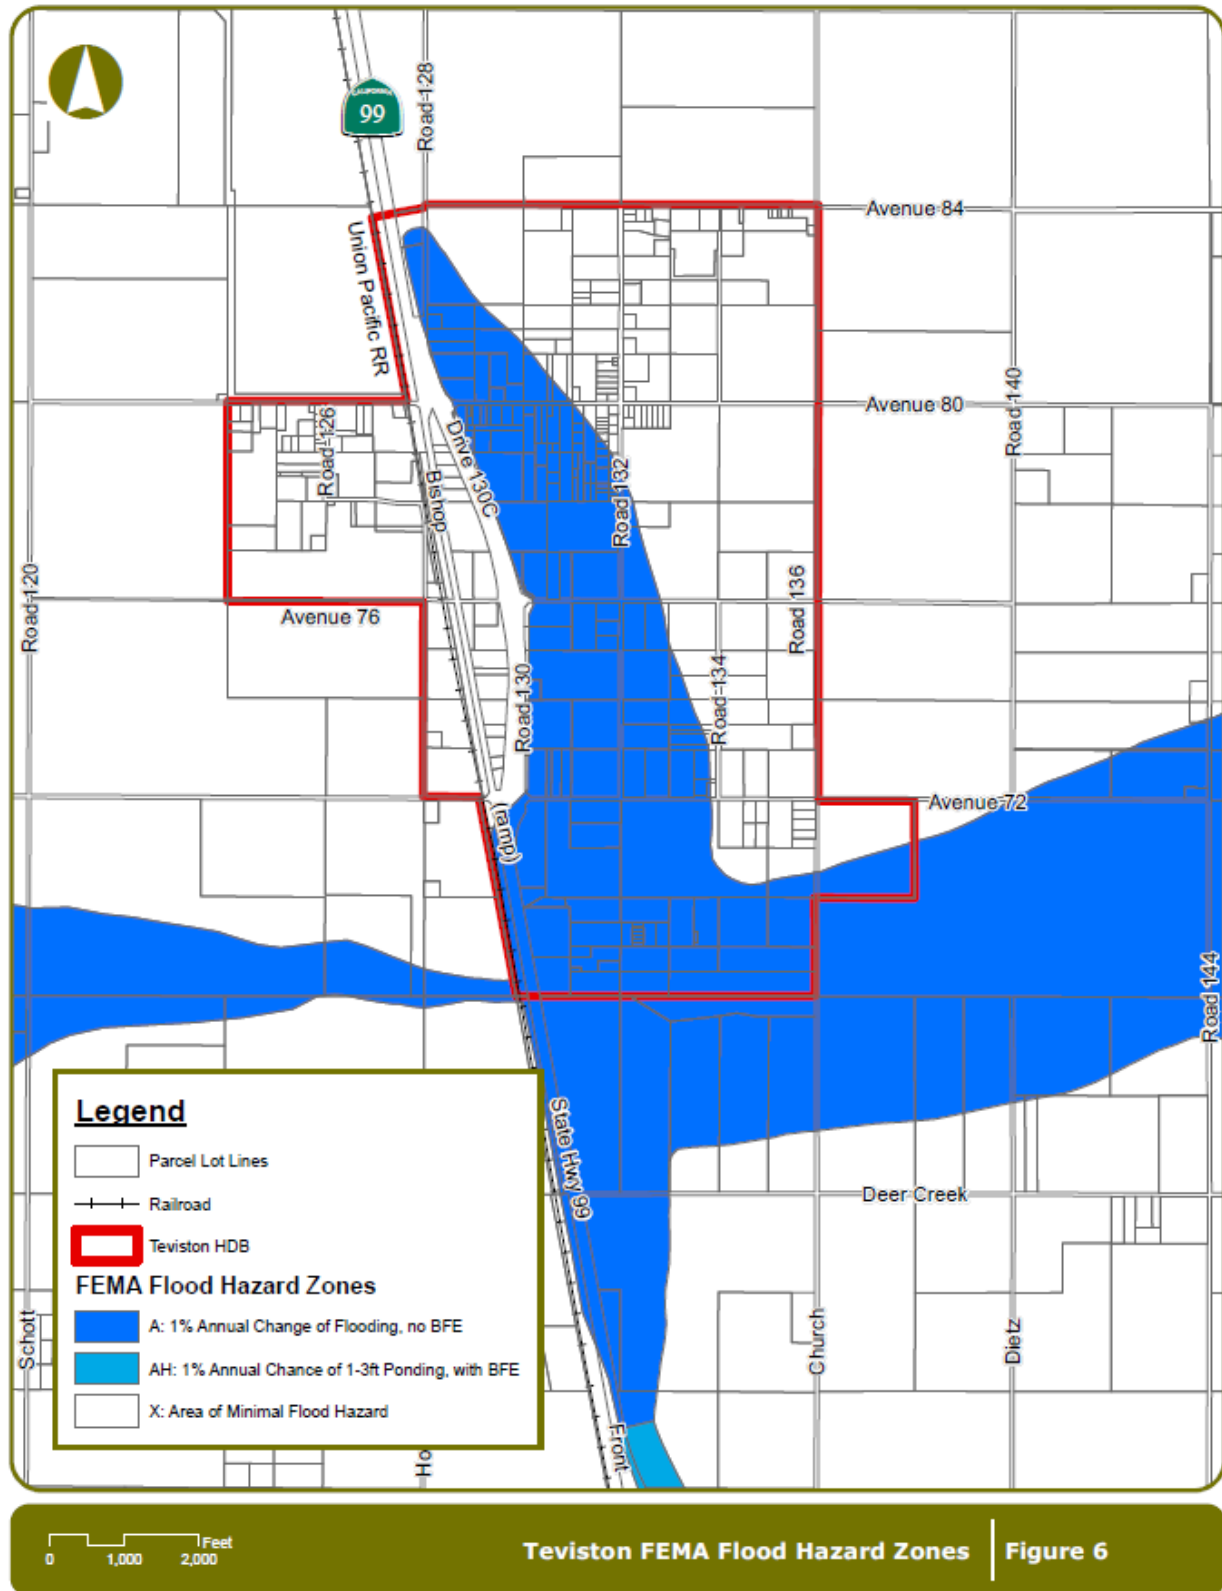 Road 128
CALIFORNIA
99
Avenue 84
Union Pacific RR
Avenue 80
Road 140
Road 126
Drive 130C
Bishop
Road 132
Road 120
Avenue 76
Road 136
Road 130
Road 134
Avenue 72
(ramp)
Road 144
Legend
Parcel Lot Lines
Railroad
Teviston HDB
FEMA Flood Hazard Zones
A: 1% Annual Change of Flooding, no BFE
AH: 1% Annual Chance of 1-3ft Ponding, with BFE
X: Area of Minimal Flood Hazard
State Hwy 99
Deer Creek
Schott
Church
Dietz
Front
Ho
0 1,000 2,000 Feet
Teviston FEMA Flood Hazard Zones
Figure 6